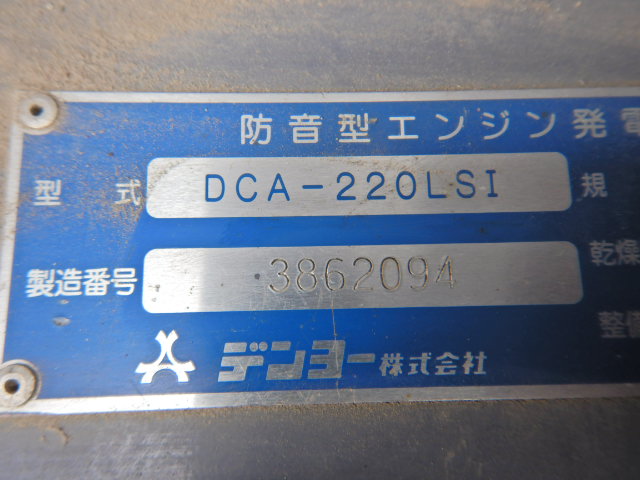 防音型エンジン発電
型式 DCA-220LSI 規
製造番号 3862094 乾燥
デンヨー株式会社 整備